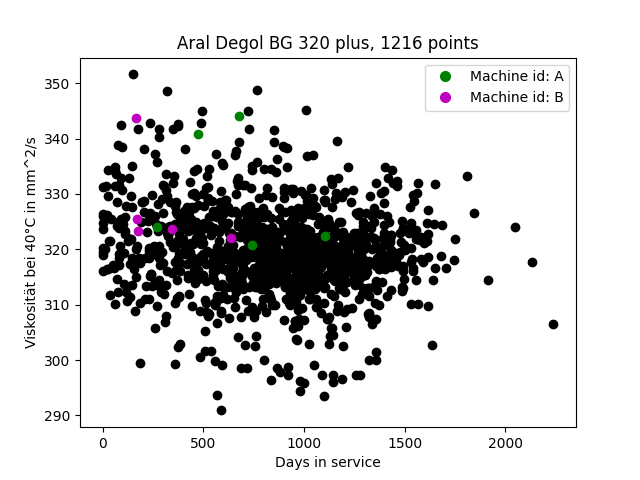 Aral Degol BG 320 plus, 1216 points
Machine id: A
Machine id: B
Viskosität bei 40°C in mm^2/s
350
340
330
320
310
300
290
0
500
1000
1500
2000
Days in service